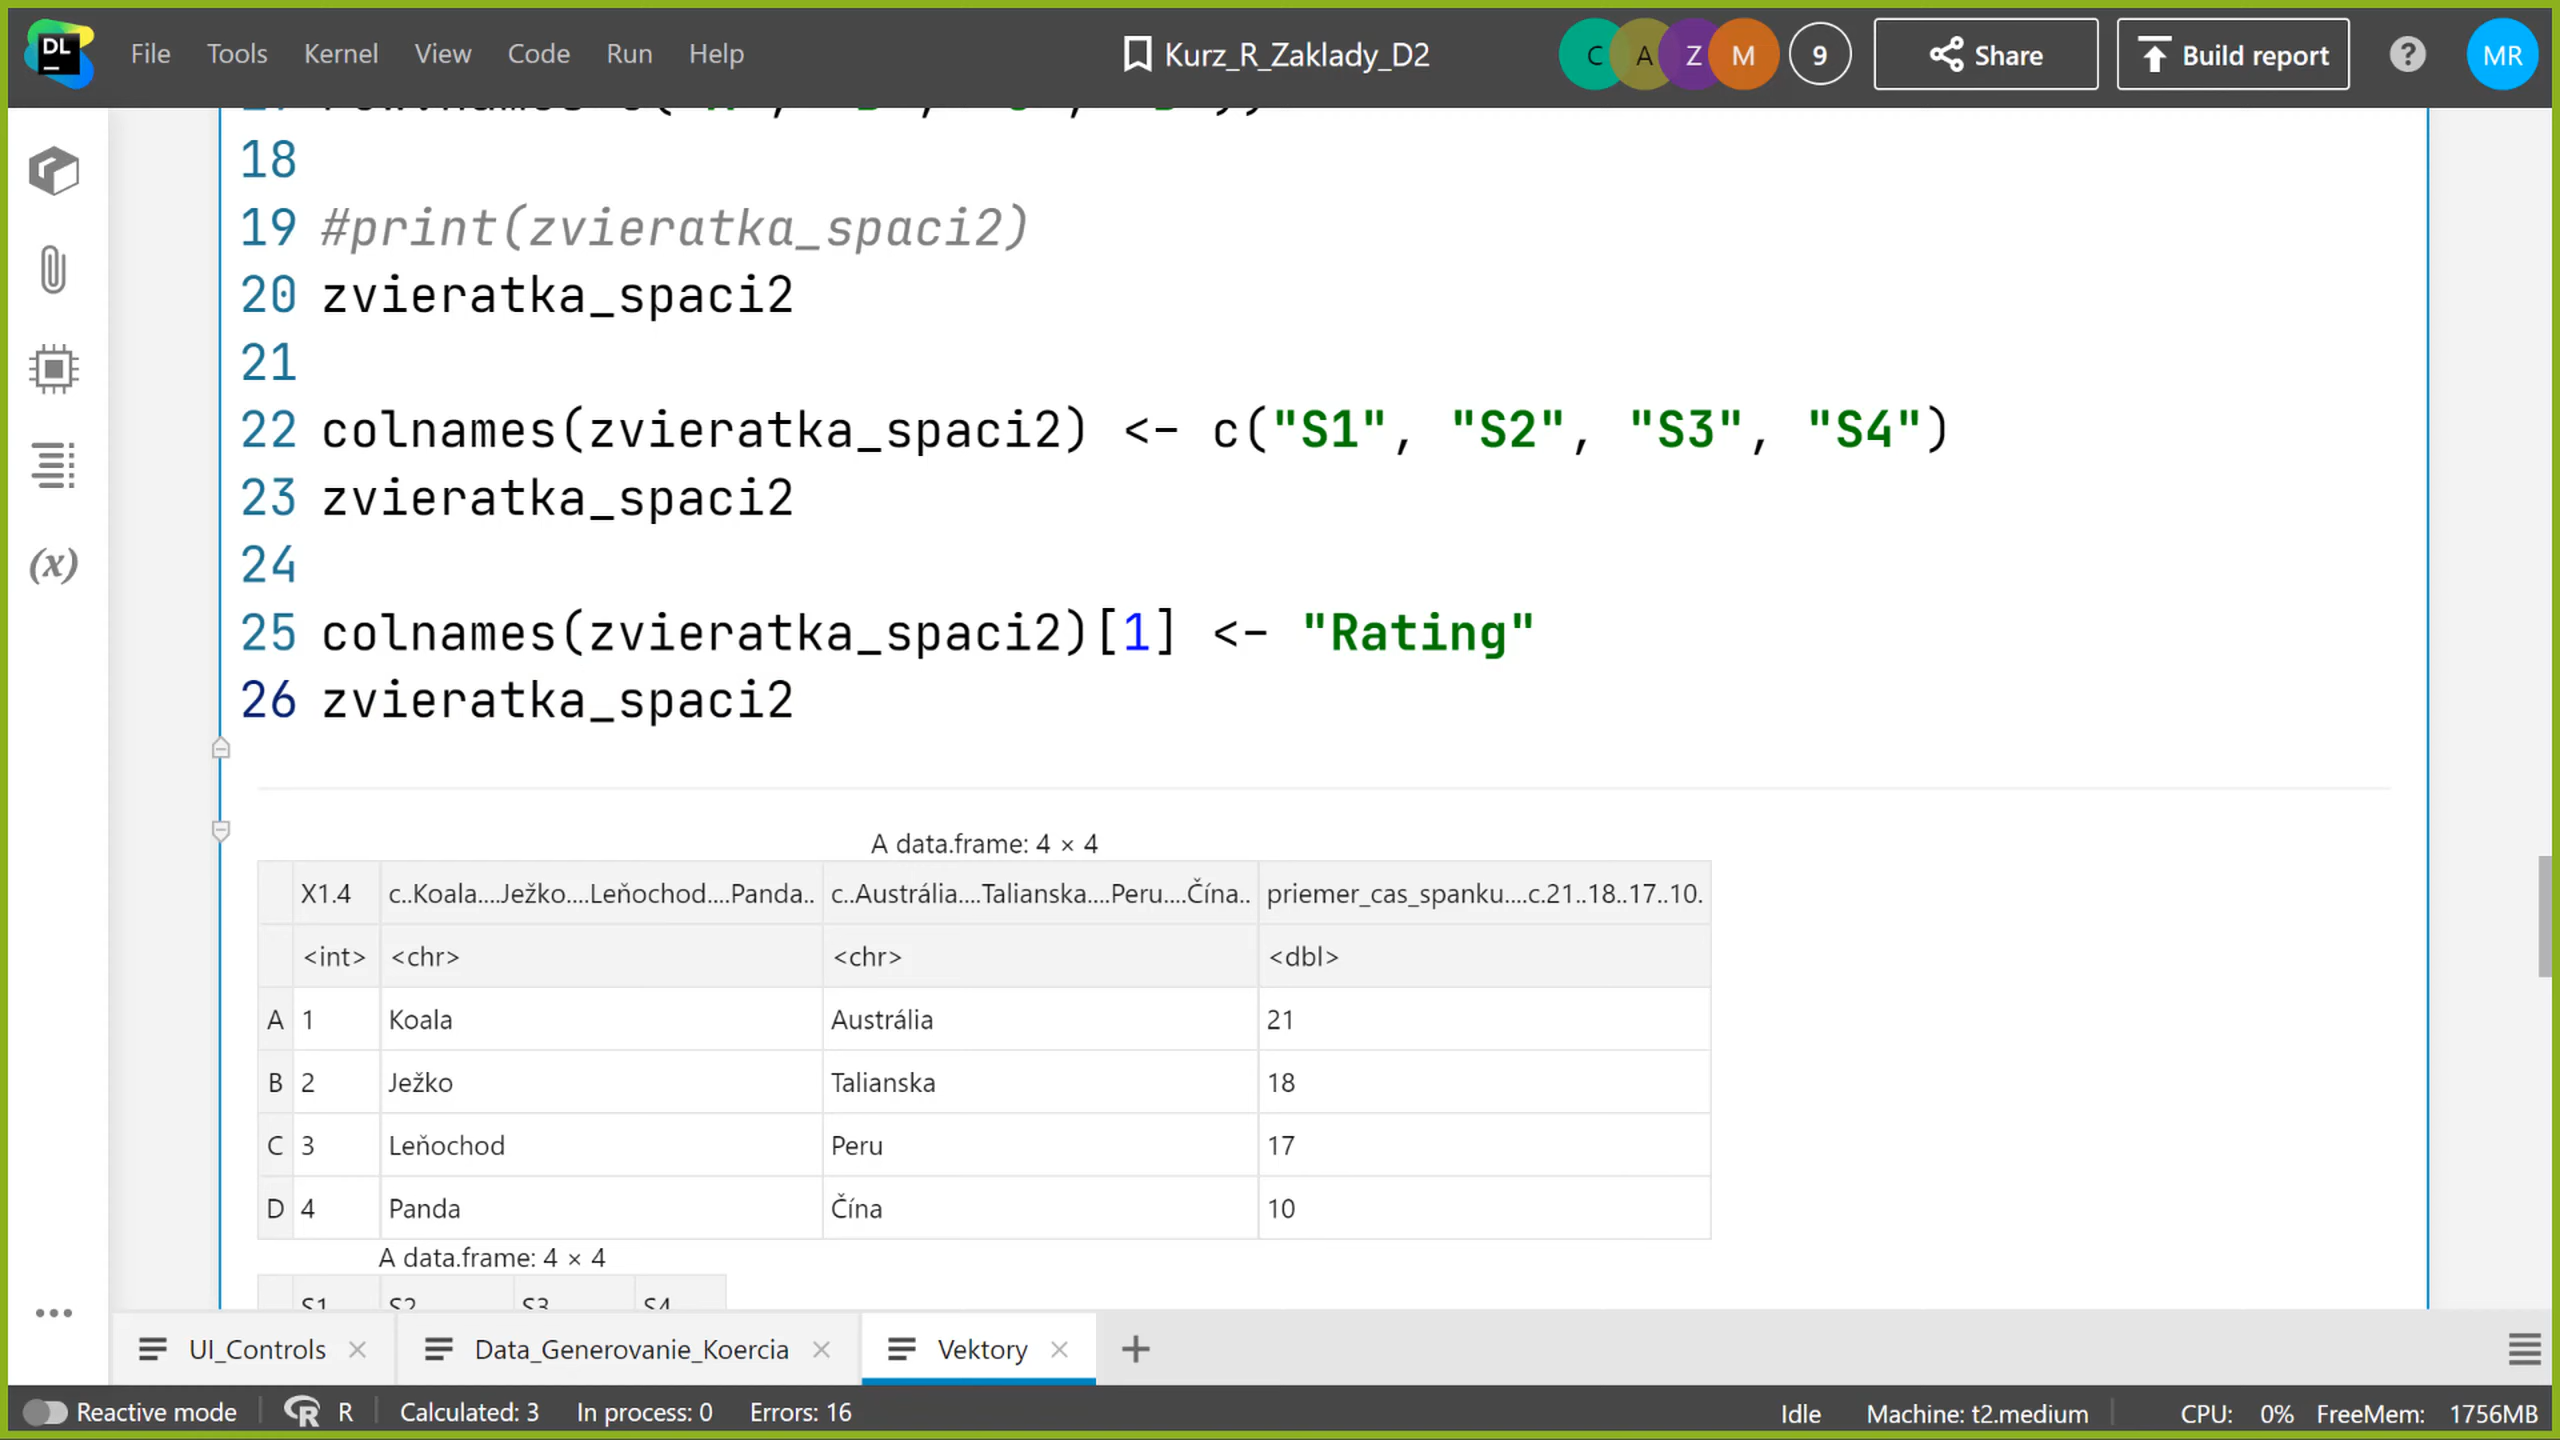 DL
File Tools Kernel View Code Run Help
Kurz_R_Zaklady_D2
C A Z M 9 Share Build report ? MR
18
19 #print(zvieratka_spaci2)
20 zvieratka_spaci2
21
22 colnames(zvieratka_spaci2) <- c("S1", "S2", "S3", "S4")
23 zvieratka_spaci2
24
25 colnames(zvieratka_spaci2)[1] <- "Rating"
26 zvieratka_spaci2
(x)
A data.frame: 4 × 4
X1.4 c..Koala....Ježko....Leňochod....Panda.. c..Austrália....Talianska....Peru....Čína.. priemer_cas_spanku....c.21..18..17..10.
<int> <chr> <chr> <dbl>
A 1 Koala Austrália 21
B 2 Ježko Talianska 18
C 3 Leňochod Peru 17
D 4 Panda Čína 10
A data.frame: 4 × 4
S1 S2 S3 S4
UI_Controls Data_Generovanie_Koercia Vektory
Reactive mode R R Calculated: 3 In process: 0 Errors: 16 Idle Machine: t2.medium CPU: 0% FreeMem: 1756MB